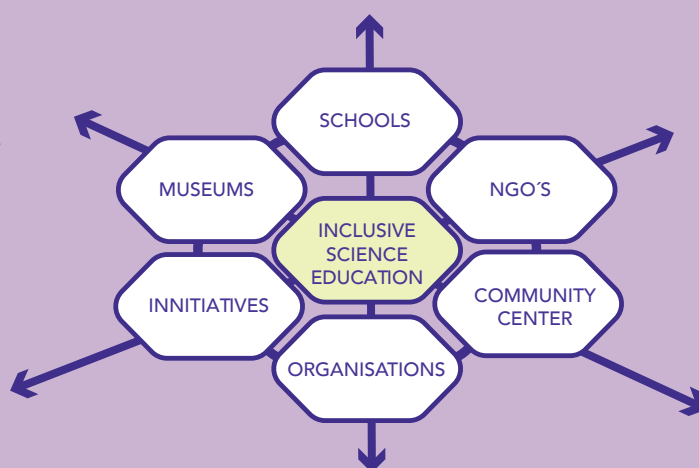 SCHOOLS
MUSEUMS
NGO´S
INCLUSIVE
SCIENCE
EDUCATION
INNITIATIVES
COMMUNITY
CENTER
ORGANISATIONS